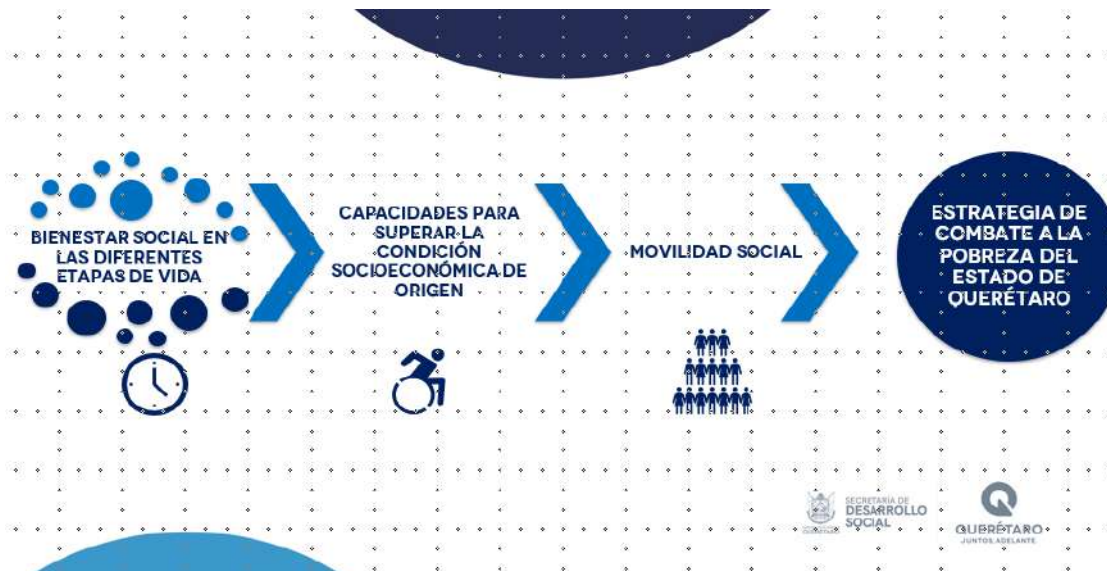 BIENESTAR SOCIAL EN
LAS DIFERENTES
ETAPAS DE VIDA
CAPACIDADES PARA
SUPERAR LA
CONDICIÓN
SOCIOECONÓMICA DE
ORIGEN
MOVILIDAD SOCIAL
ESTRATEGIA DE
COMBATE A LA
POBREZA DEL
ESTADO DE
QUERÉTARO
SECRETARÍA DE
DESARROLLO
SOCIAL
QUERÉTARO
JUNTOS, ADELANTE.